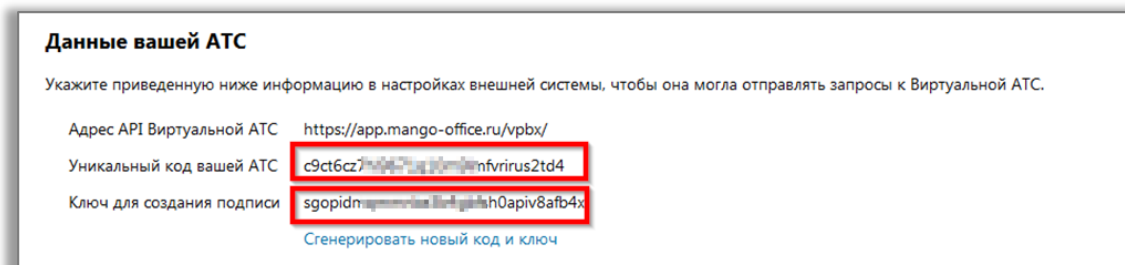 Данные вашей АТС
Укажите приведенную ниже информацию в настройках внешней системы, чтобы она могла отправлять запросы к Виртуальной АТС.
Адрес API Виртуальной АТС https://app.mango-office.ru/vpbx/
Уникальный код вашей АТС
Ключ для создания подписи
Сгенерировать новый код и ключ